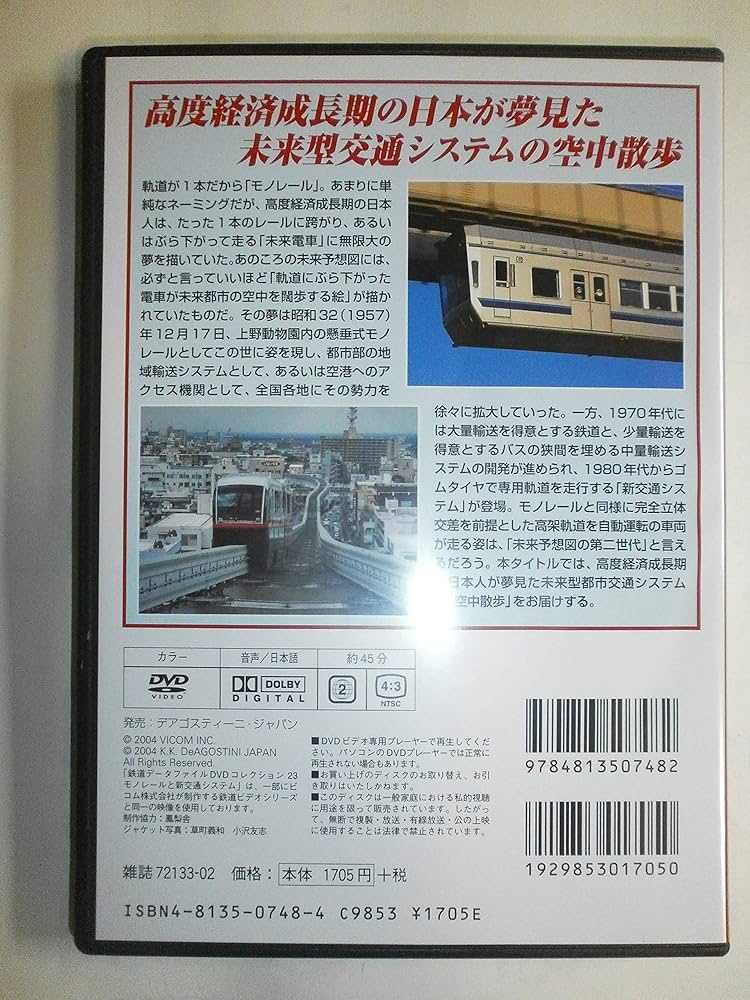 高度経済成長期の日本が夢見た
未来型交通システムの空中散歩
軌道が1本だから「モノレール」。あまりに単
純なネーミングだが、高度経済成長期の日本
人は、たった1本のレールに跨がり、あるい
はぶら下がって走る「未来電車」に無限大の
夢を描いていた。あのころの未来予想図には、
必ずと言っていいほど「軌道にぶら下がった
電車が未来都市の空中を闊歩する絵」が描か
れていたものだ。その夢は昭和32(1957)
年12月17日、上野動物園内の懸垂式モノ
レールとしてこの世に姿を現し、都市部の地
域輸送システムとして、あるいは空港へのア
クセス機関として、全国各地にその勢力を
徐々に拡大していった。一方、1970年代に
は大量輸送を得意とする鉄道と、少量輸送を
得意とするバスの狭間を埋める中量輸送シ
ステムの開発が進められ、1980年代からゴ
ムタイヤで専用軌道を走行する「新交通シス
テム」が登場。モノレールと同様に完全立体
交差を前提とした高架軌道を自動運転の車両
が走る姿は、「未来予想図の第二世代」と言え
るだろう。本タイトルでは、高度経済成長期
日本人が夢見た未来型都市交通システム
空中散歩」をお届けする。
カラー 音声/日本語 約45分
DVD VIDEO DOLBY DIGITAL 2 4:3 NTSC
発売:デアゴスティーニ・ジャパン
© 2004 VICOM INC.
© 2004 K.K. DeAGOSTINI JAPAN
All Rights Reserved.
「鉄道データファイルDVDコレクション 23
モノレールと新交通システム」は、一部にビ
コム株式会社が制作する鉄道ビデオシリーズ
と同一の映像を使用しております。
制作協力:鳳梨舎
ジャケット写真:草町義和 小沢友志
■DVDビデオ専用プレーヤーで再生してくだ
さい。パソコンのDVDプレーヤーでは正常に
再生されない場合もあります。
■お買い上げのディスクのお取り替え、お引
き取りはいたしかねます。
■このディスクは一般家庭における私的視聴
に用途を限って販売されています。したがっ
て、無断で複製・放送・有線放送・公の上映
に使用することは法律で禁止されています。
9784813507482
1929853017050
雑誌 72133-02 価格:本体 1705円+税
ISBN4-8135-0748-4 C9853 ¥1705E